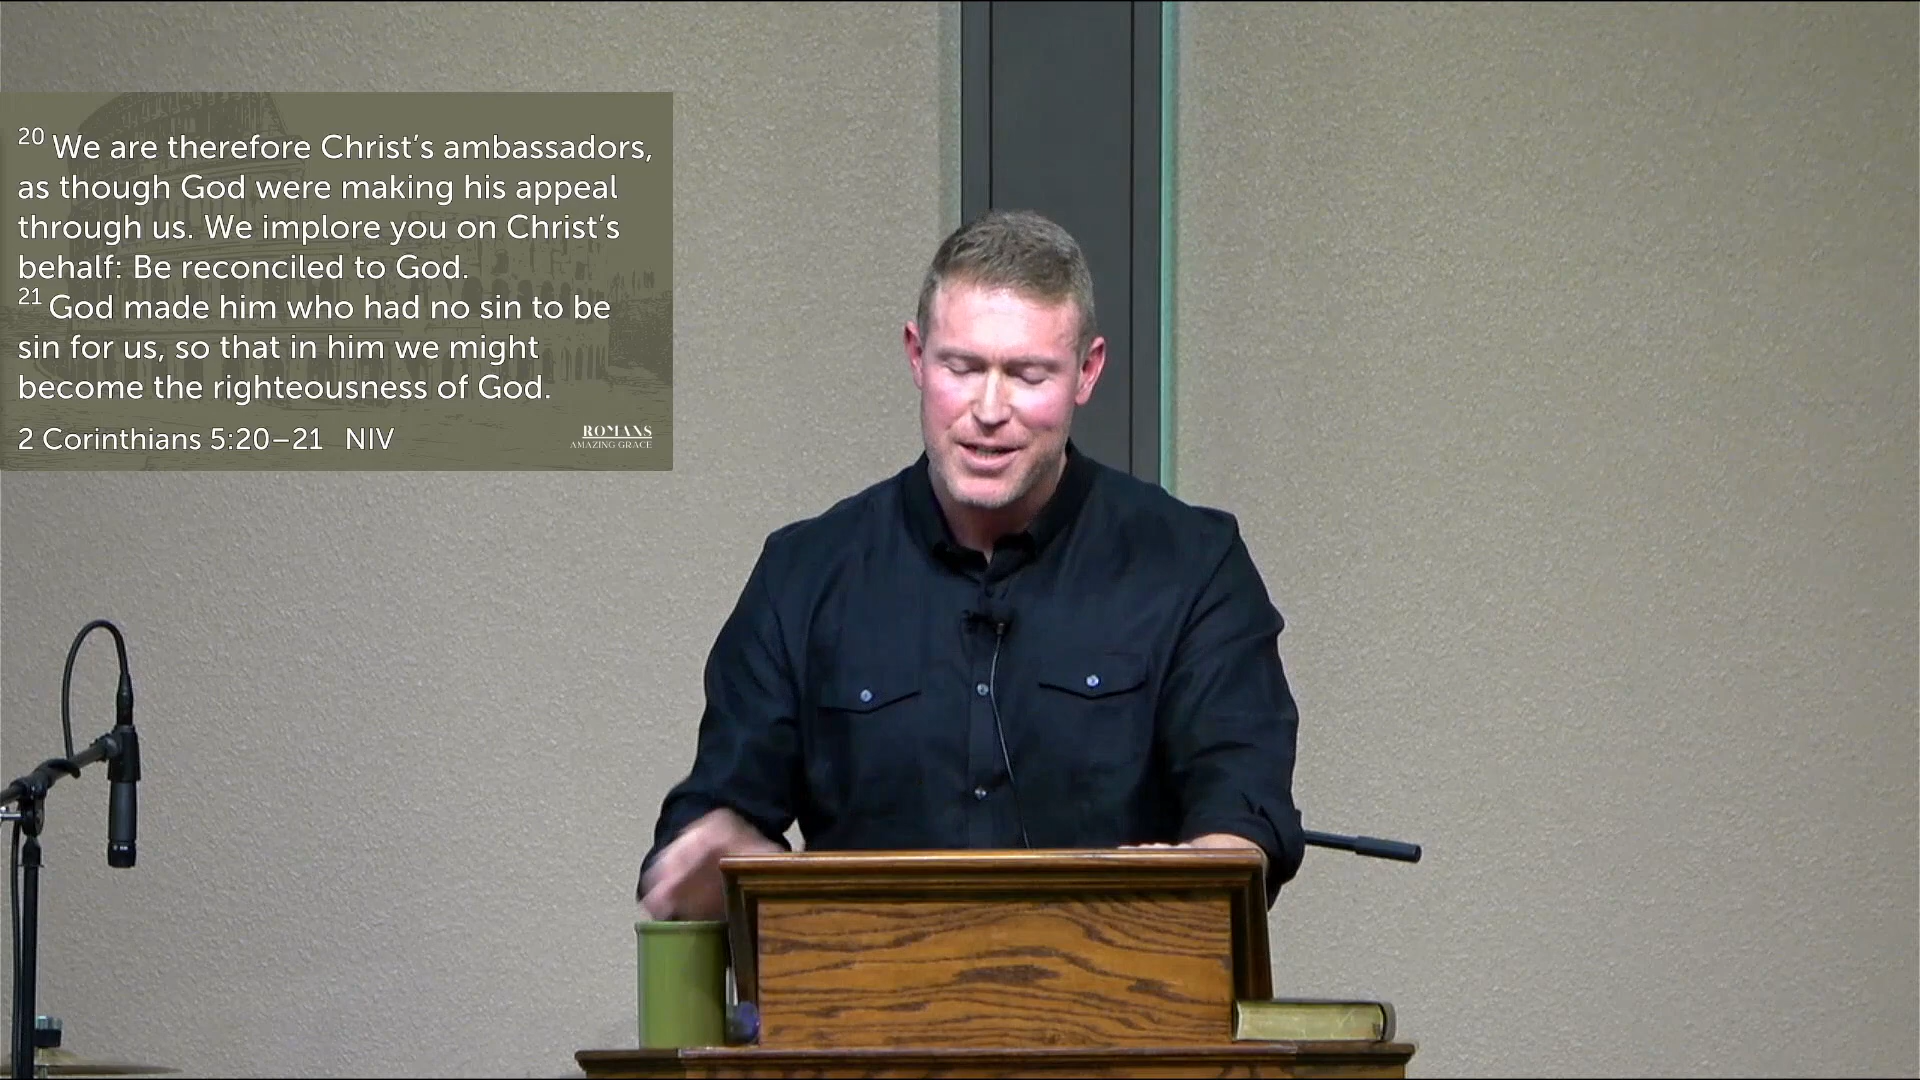 20 We are therefore Christ’s ambassadors,
as though God were making his appeal
through us. We implore you on Christ’s
behalf: Be reconciled to God.
21 God made him who had no sin to be
sin for us, so that in him we might
become the righteousness of God.
2 Corinthians 5:20–21 NIV
ROMANS
AMAZING GRACE